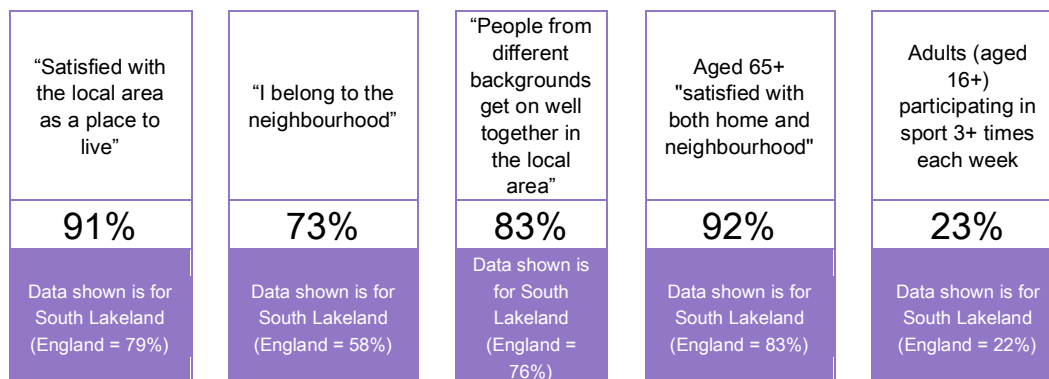 “Satisfied with
the local area
as a place to
live”
91%
Data shown is for
South Lakeland
(England = 79%)
“I belong to the
neighbourhood”
73%
Data shown is for
South Lakeland
(England = 58%)
“People from
different
backgrounds
get on well
together in
the local
area”
83%
Data shown is
for South
Lakeland
(England =
76%)
Aged 65+
"satisfied with
both home and
neighbourhood"
92%
Data shown is for
South Lakeland
(England = 83%)
Adults (aged
16+)
participating in
sport 3+ times
each week
23%
Data shown is for
South Lakeland
(England = 22%)